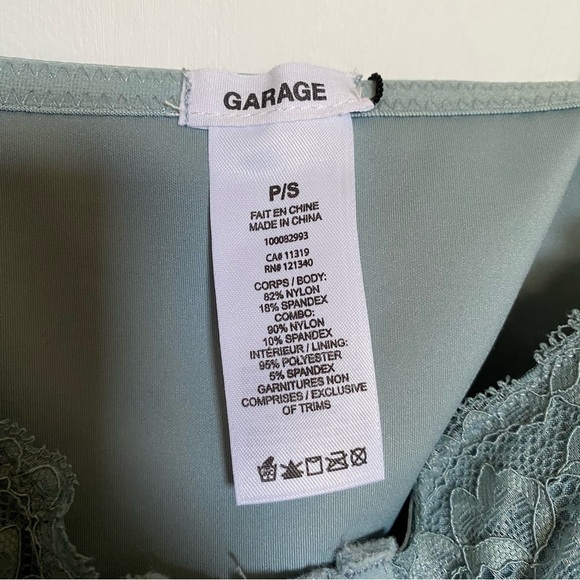 GARAGE
P/S
FAIT EN CHINE
MADE IN CHINA
100082993
CA# 11319
RN# 121340
CORPS / BODY:
82% NYLON
18% SPANDEX
COMBO:
90% NYLON
10% SPANDEX
INTÉRIEUR / LINING:
95% POLYESTER
5% SPANDEX
GARNITURES NON
COMPRISES / EXCLUSIVE
OF TRIMS